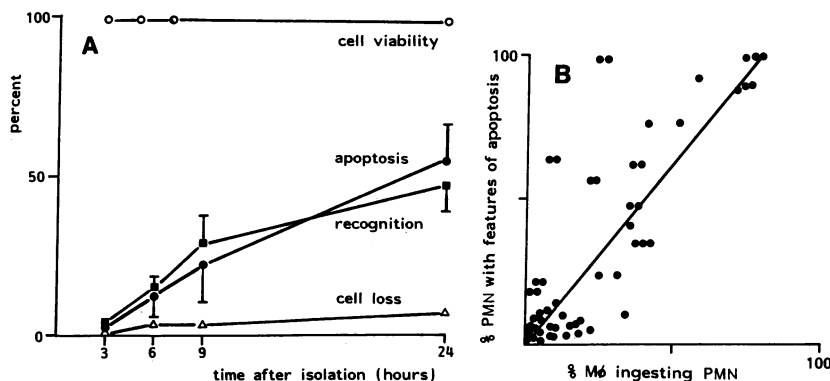 100
A
cell viability
percent
apoptosis
50
recognition
cell loss
0
3 6 9 24
time after isolation (hours)
100
B
% PMN with features of apoptosis
100
% Mø ingesting PMN